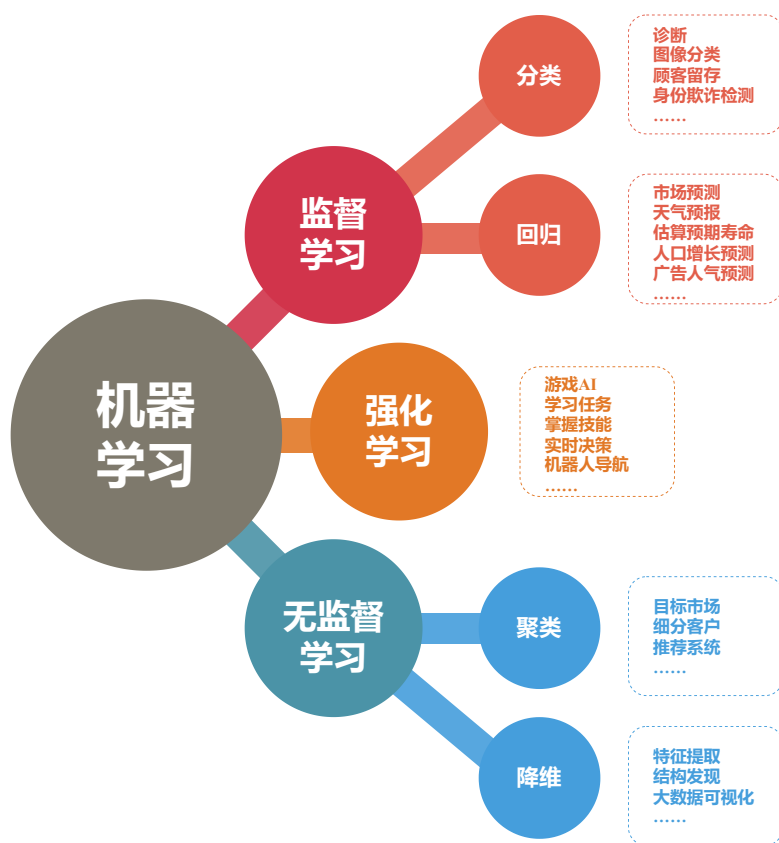 机器
学习
监督
学习
分类
诊断
图像分类
顾客留存
身份欺诈检测
……
回归
市场预测
天气预报
估算预期寿命
人口增长预测
广告人气预测
……
强化
学习
游戏AI
学习任务
掌握技能
实时决策
机器人导航
……
无监督
学习
聚类
目标市场
细分客户
推荐系统
……
降维
特征提取
结构发现
大数据可视化
……